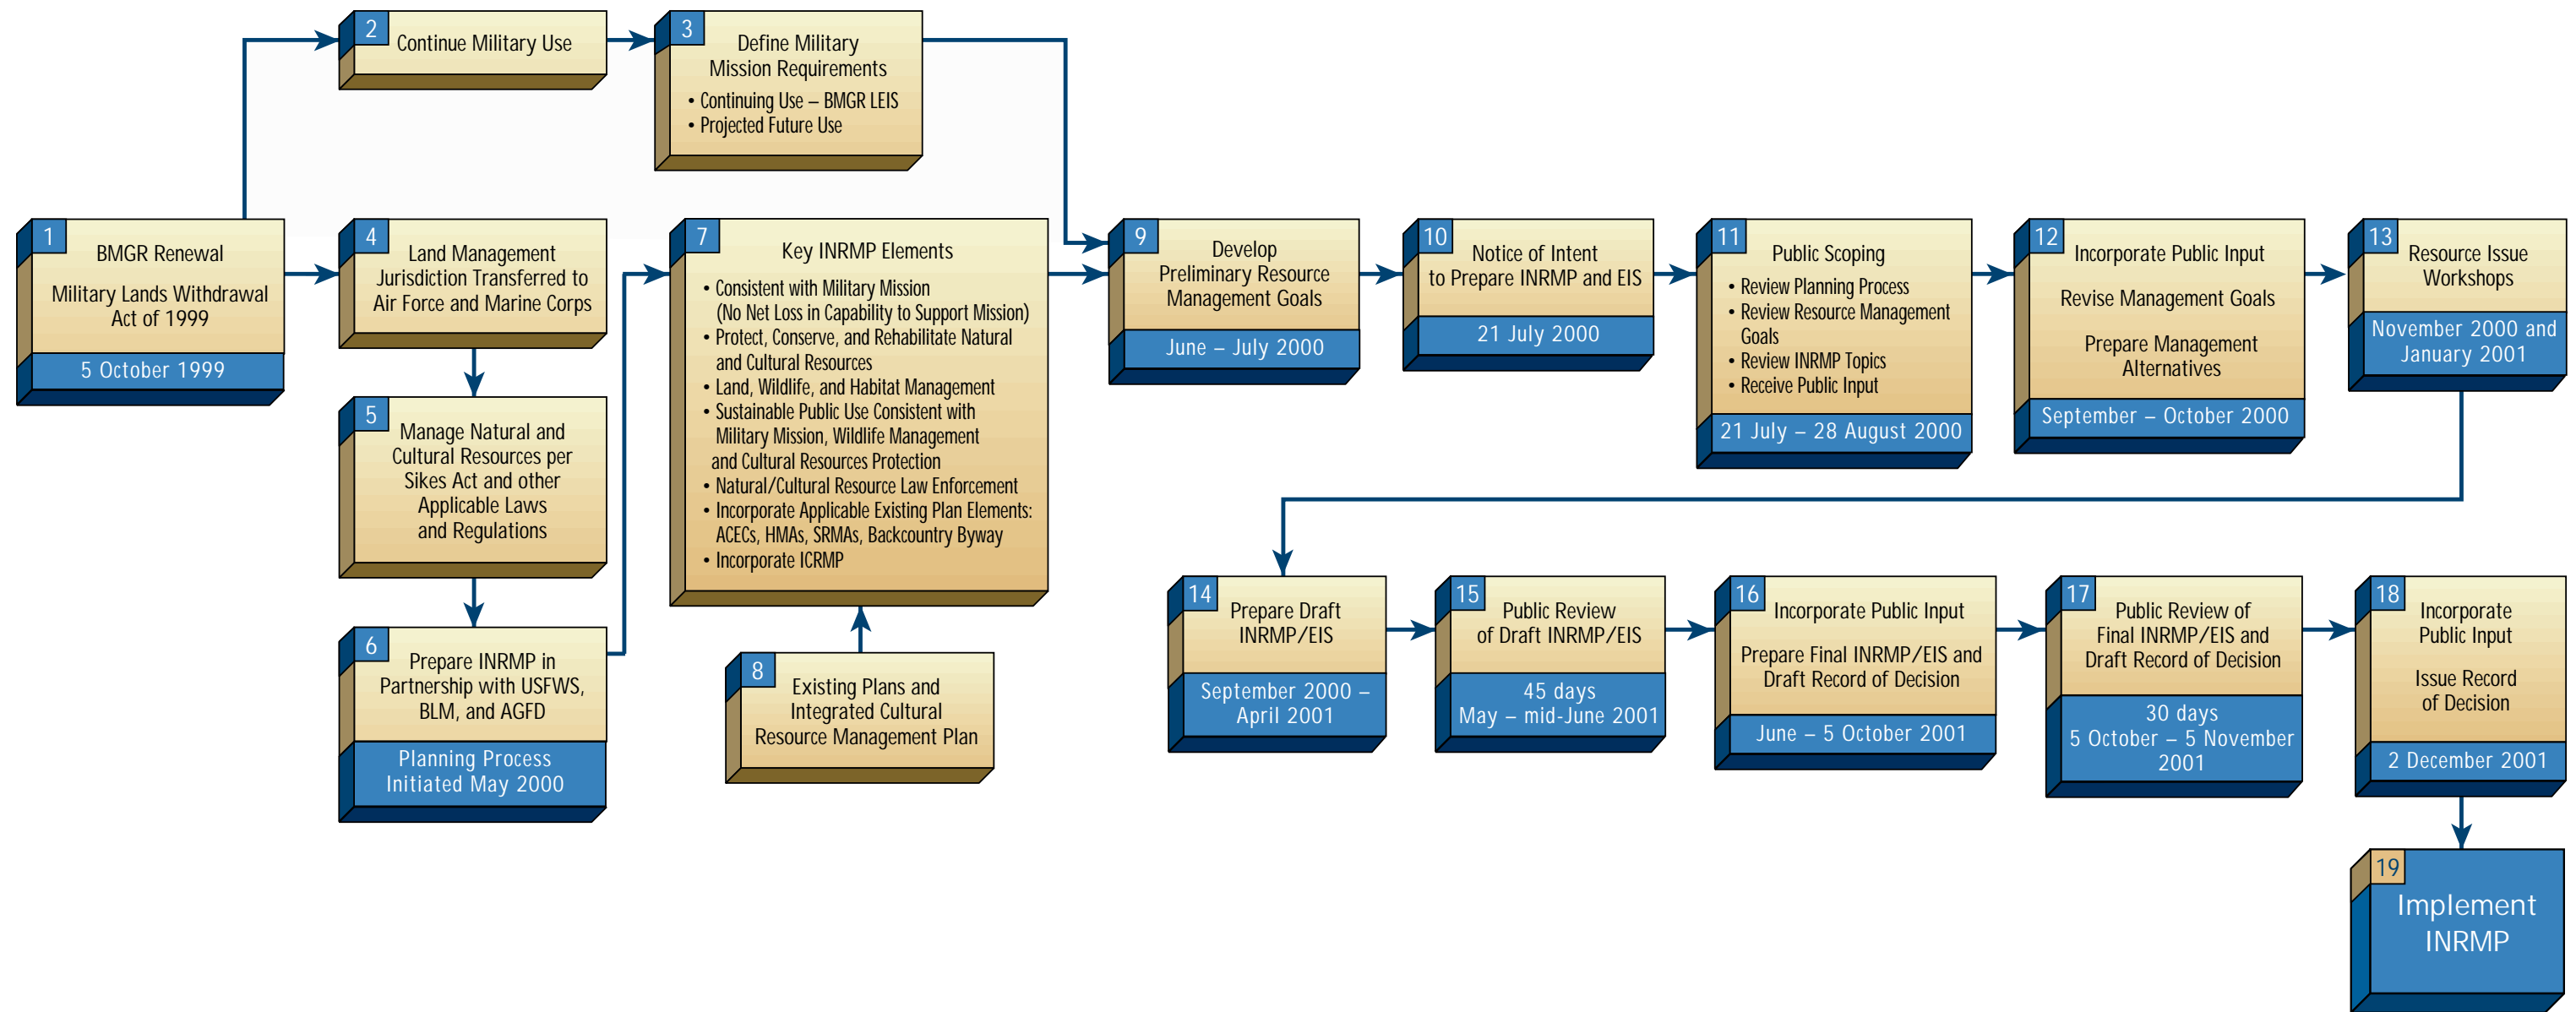 1
BMGR Renewal
Military Lands Withdrawal
Act of 1999
5 October 1999
2
Continue Military Use
3
Define Military
Mission Requirements
• Continuing Use – BMGR LEIS
• Projected Future Use
4
Land Management
Jurisdiction Transferred to
Air Force and Marine Corps
5
Manage Natural and
Cultural Resources per
Sikes Act and other
Applicable Laws
and Regulations
6
Prepare INRMP in
Partnership with USFWS,
BLM, and AGFD
Planning Process
Initiated May 2000
7
Key INRMP Elements
• Consistent with Military Mission
(No Net Loss in Capability to Support Mission)
• Protect, Conserve, and Rehabilitate Natural
and Cultural Resources
• Land, Wildlife, and Habitat Management
• Sustainable Public Use Consistent with
Military Mission, Wildlife Management
and Cultural Resources Protection
• Natural/Cultural Resource Law Enforcement
• Incorporate Applicable Existing Plan Elements:
ACECs, HMAs, SRMAs, Backcountry Byway
• Incorporate ICRMP
8
Existing Plans and
Integrated Cultural
Resource Management Plan
9
Develop
Preliminary Resource
Management Goals
June – July 2000
10
Notice of Intent
to Prepare INRMP and EIS
21 July 2000
11
Public Scoping
• Review Planning Process
• Review Resource Management
Goals
• Review INRMP Topics
• Receive Public Input
21 July – 28 August 2000
12
Incorporate Public Input
Revise Management Goals
Prepare Management
Alternatives
September – October 2000
13
Resource Issue
Workshops
November 2000 and
January 2001
14
Prepare Draft
INRMP/EIS
September 2000 –
April 2001
15
Public Review
of Draft INRMP/EIS
45 days
May – mid-June 2001
16
Incorporate Public Input
Prepare Final INRMP/EIS and
Draft Record of Decision
June – 5 October 2001
17
Public Review of
Final INRMP/EIS and
Draft Record of Decision
30 days
5 October – 5 November
2001
18
Incorporate
Public Input
Issue Record
of Decision
2 December 2001
19
Implement
INRMP